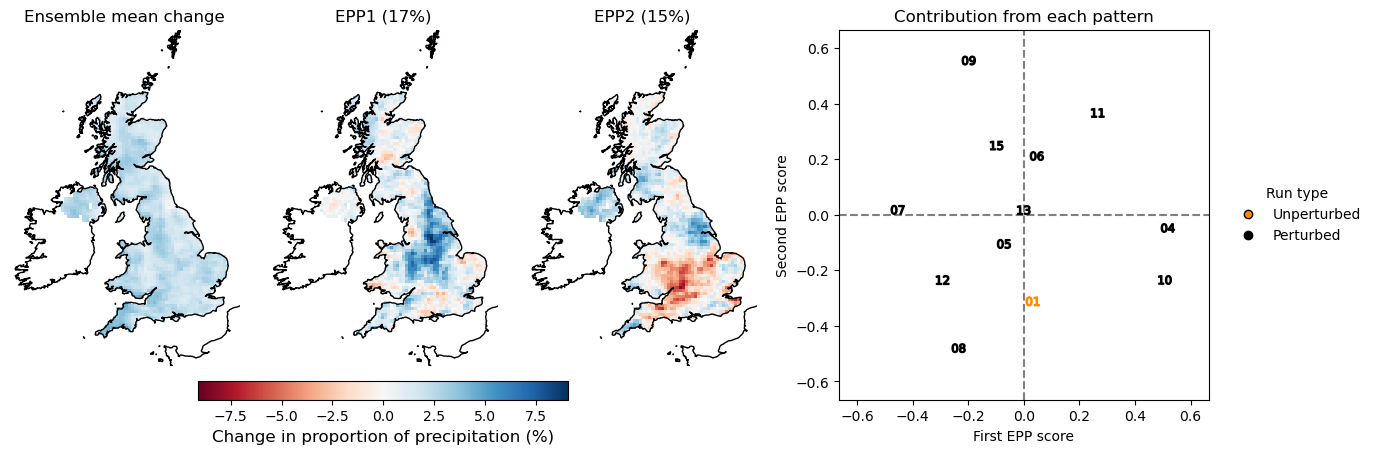 Ensemble mean change
EPP1 (17%)
EPP2 (15%)
−7.5 −5.0 −2.5 0.0 2.5 5.0 7.5
Change in proportion of precipitation (%)
Contribution from each pattern
Second EPP score
0.6
0.4
0.2
0.0
−0.2
−0.4
−0.6
09
11
15
06
07
13
04
05
12
10
01
08
−0.6 −0.4 −0.2 0.0 0.2 0.4 0.6
First EPP score
Run type
Unperturbed
Perturbed